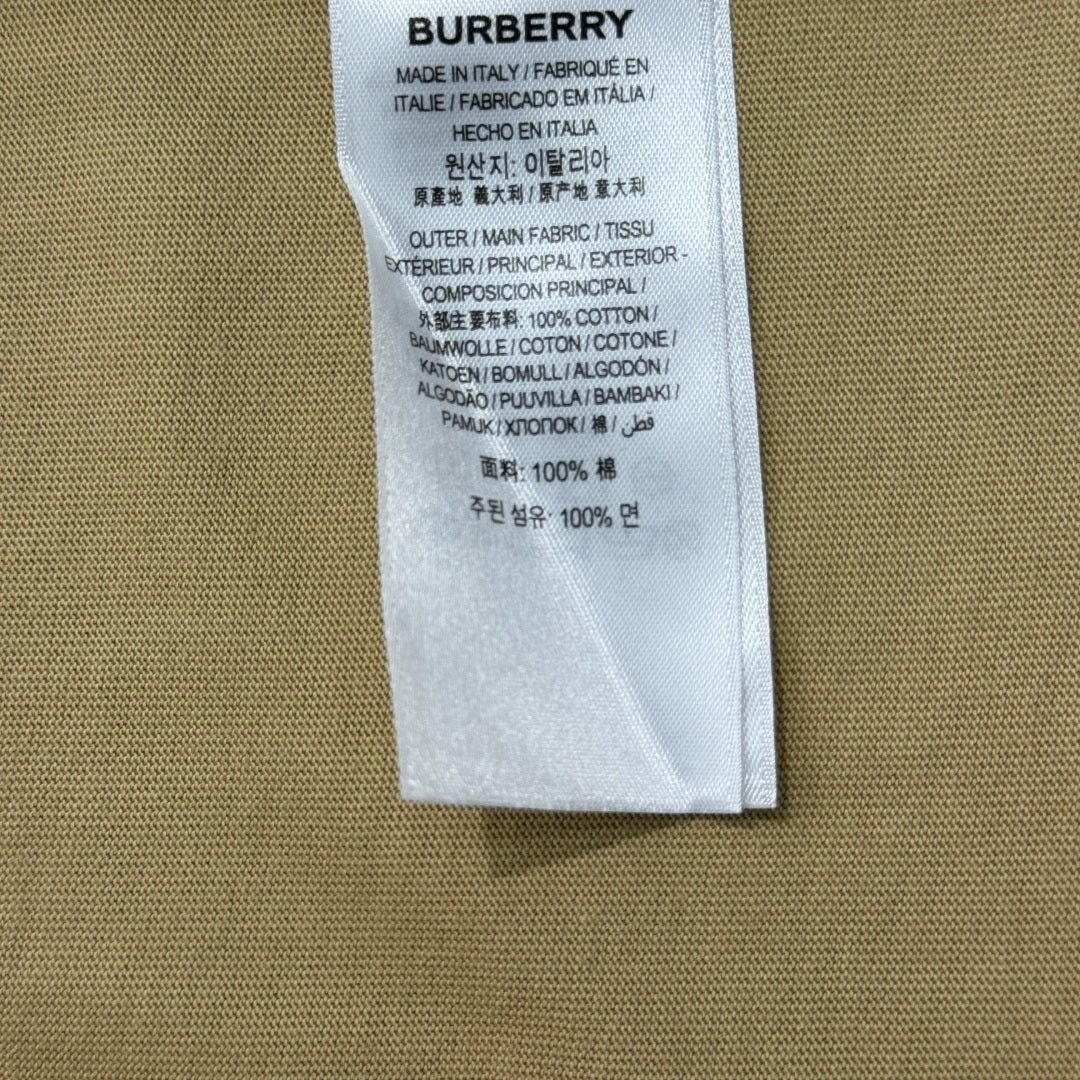 BURBERRY
MADE IN ITALY / FABRIQUÉ EN
ITALIE / FABRICADO EM ITÁLIA /
HECHO EN ITALIA
원산지: 이탈리아
原產地 義大利 / 原产地 意大利
OUTER / MAIN FABRIC / TISSU
EXTÉRIEUR / PRINCIPAL / EXTERIOR -
COMPOSICION PRINCIPAL /
外部主要布料: 100% COTTON /
BAUMWOLLE / COTON / COTONE /
KATOEN / BOMULL / ALGODÓN /
ALGODÃO / PUUVILLA / BAMBAKI /
PAMUK / ХЛОПОК / 棉 / قطن
面料: 100% 棉
주된 섬유: 100% 면